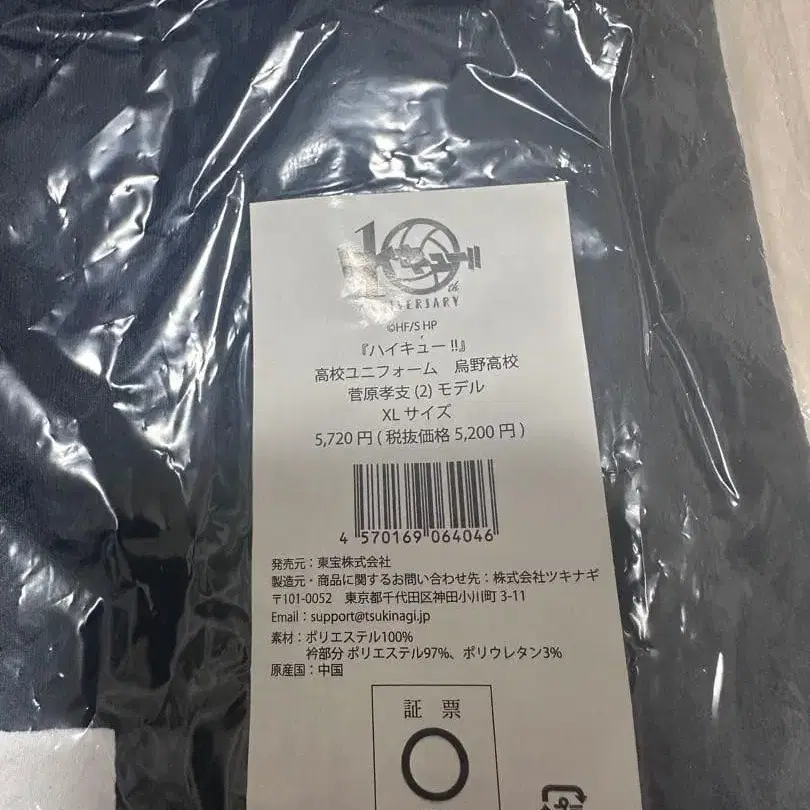 10th
ANNIVERSARY
©HF/S HP
『ハイキュー!!』
高校ユニフォーム 烏野高校
菅原孝支 (2) モデル
XL サイズ
5,720 円 ( 税抜価格 5,200 円 )
4 570169 064046
発売元：東宝株式会社
製造元・商品に関するお問い合わせ先：株式会社ツキナギ
〒101-0052 東京都千代田区神田小川町 3-11
Email：support@tsukinagi.jp
素材：ポリエステル100%
衿部分 ポリエステル97%、ポリウレタン3%
原産国：中国
証 票